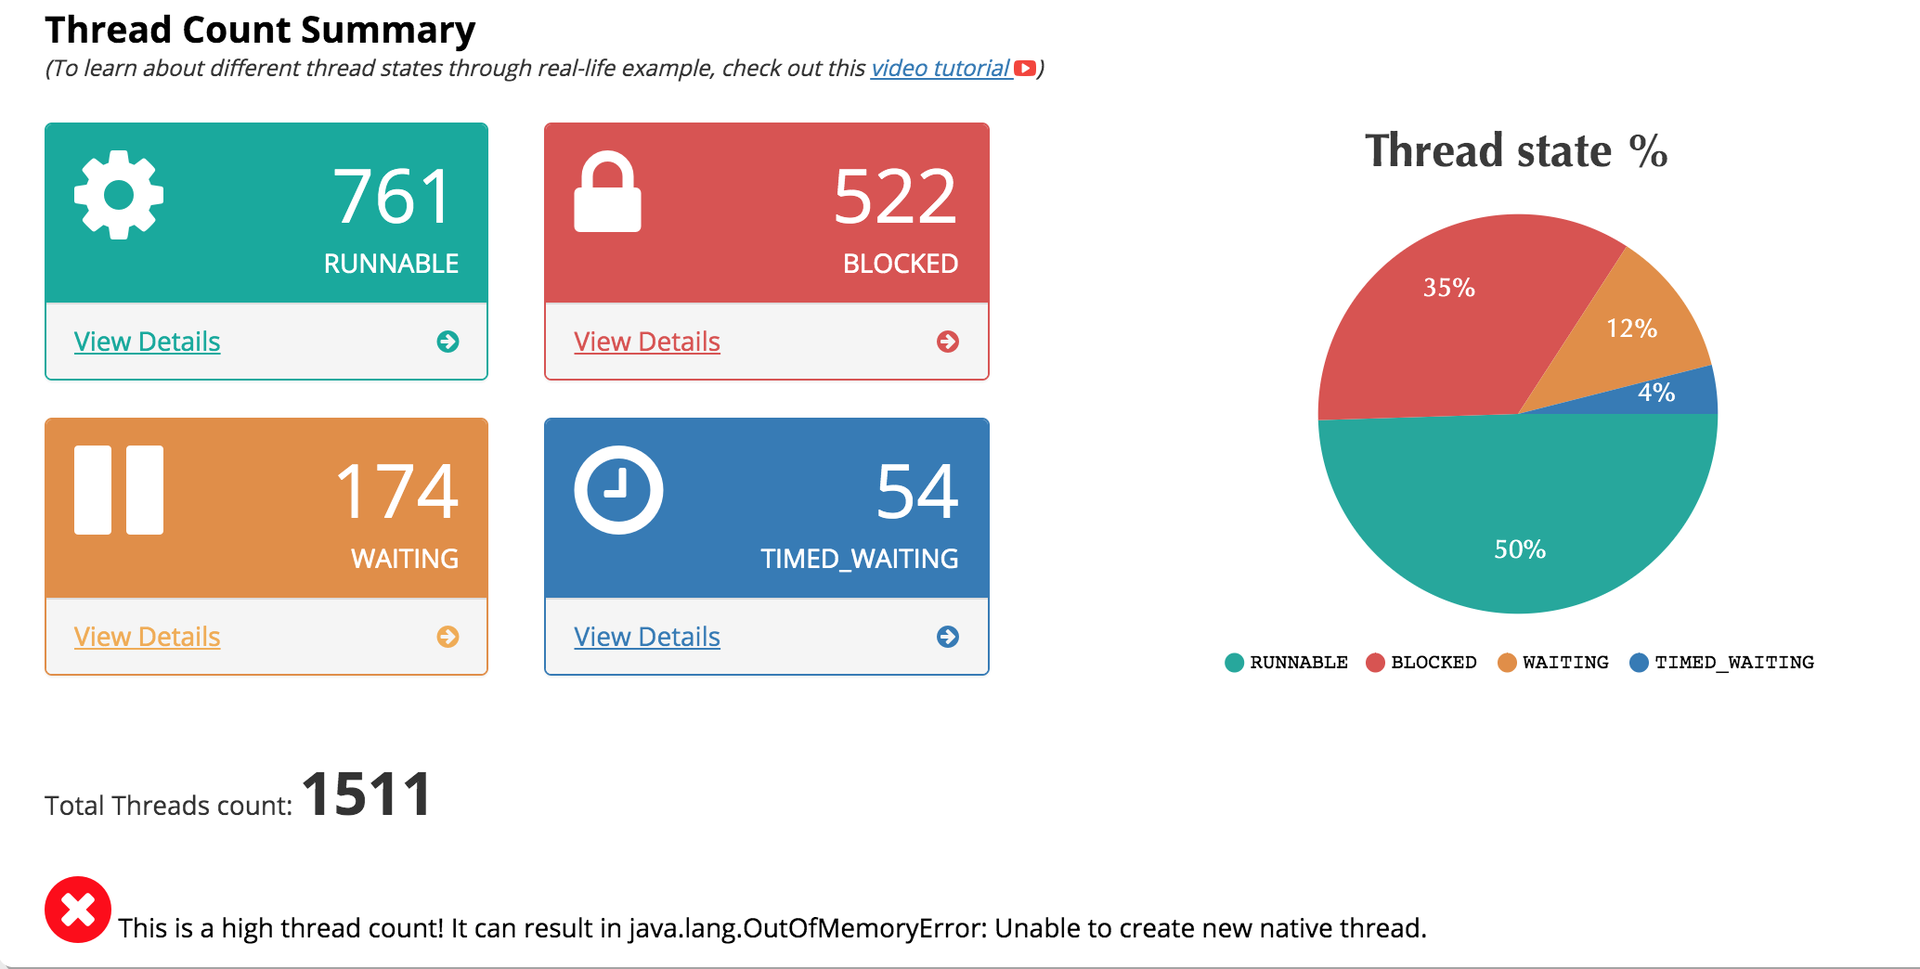 Thread Count Summary
(To learn about different thread states through real-life example, check out this video tutorial)
761
RUNNABLE
View Details
522
BLOCKED
View Details
174
WAITING
View Details
54
TIMED_WAITING
View Details
Thread state %
35%
12%
4%
50%
RUNNABLE BLOCKED WAITING TIMED_WAITING
Total Threads count: 1511
This is a high thread count! It can result in java.lang.OutOfMemoryError: Unable to create new native thread.